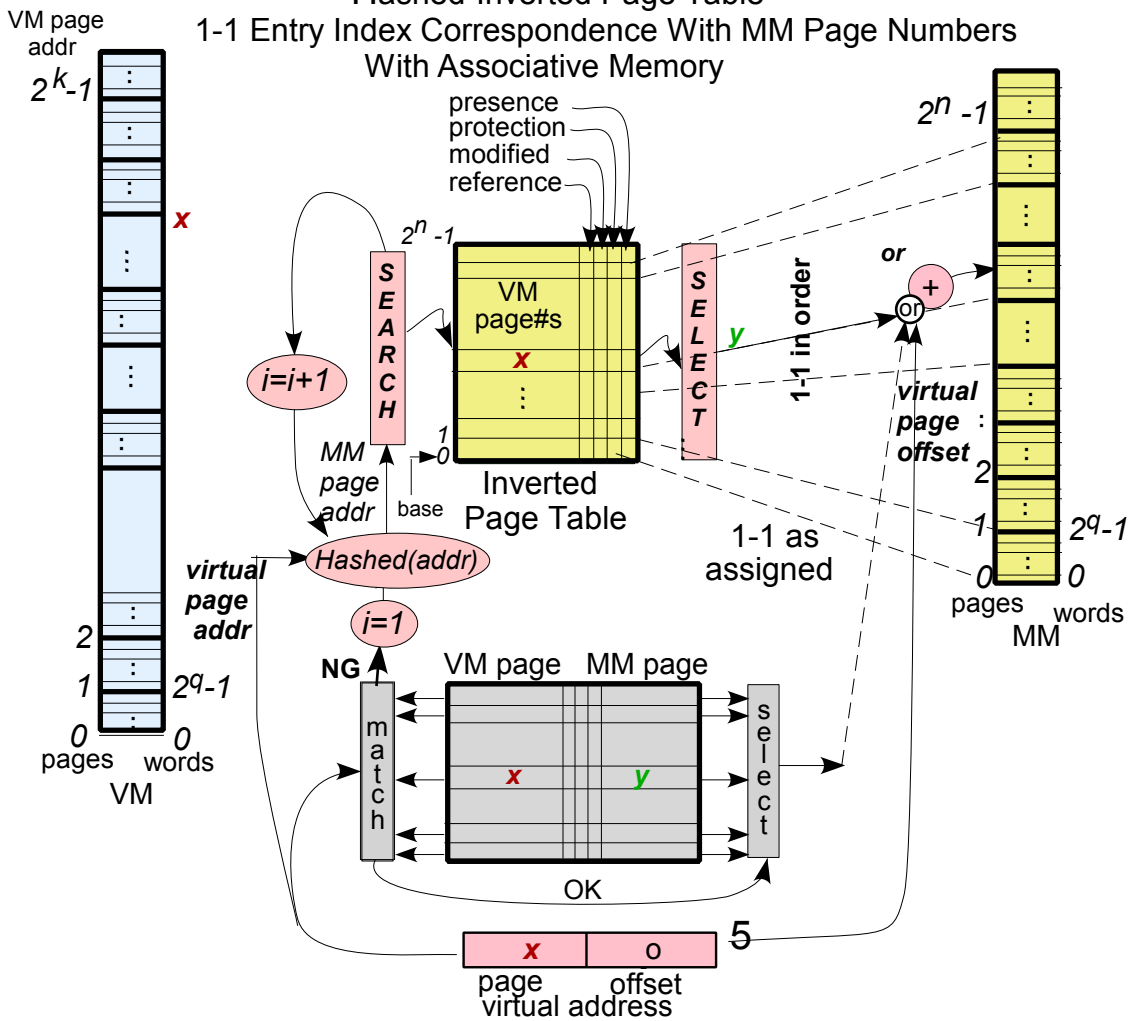 Hashed Inverted Page Table
1-1 Entry Index Correspondence With MM Page Numbers
With Associative Memory
VM page
addr
2^k-1
x
2
1
0
2^q-1
0
pages
words
VM
presence
protection
modified
reference
2^n -1
1
0
base
VM
page#s
x
Inverted
Page Table
SEARCH
i=i+1
MM
page
addr
Hashed(addr)
i=1
virtual
page
addr
SELECT
y
1-1 in order
or
+
or
virtual
page
offset
1-1 as
assigned
2^n -1
2
1
0
2^q-1
0
pages
words
MM
NG
VM page
MM page
match
x
y
select
OK
x
o
5
page
offset
virtual address